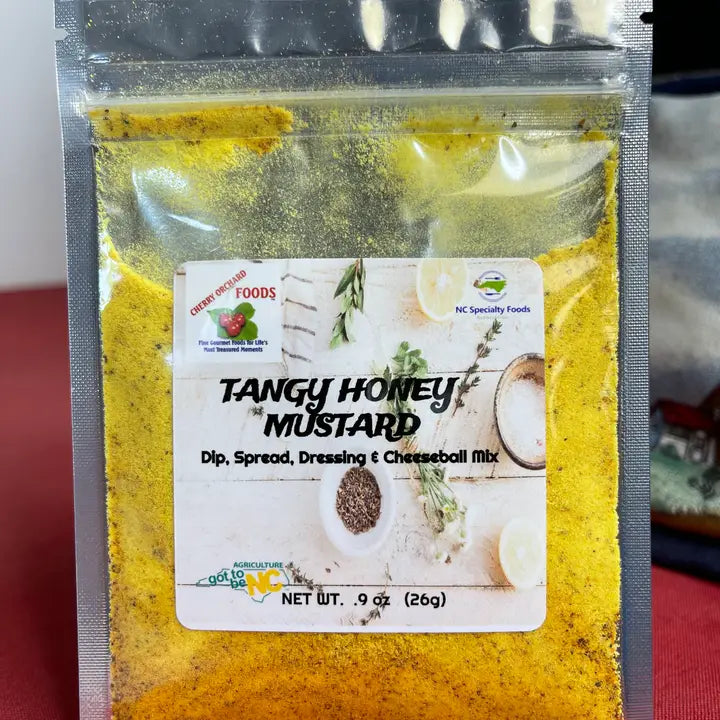 CHERRY ORCHARD
FOODS
Fine Gourmet Foods for Life's
Most Treasured Moments
NC Specialty Foods
TANGY HONEY
MUSTARD
Dip, Spread, Dressing & Cheeseball Mix
AGRICULTURE
got to
be NC
NET WT. .9 oz (26g)